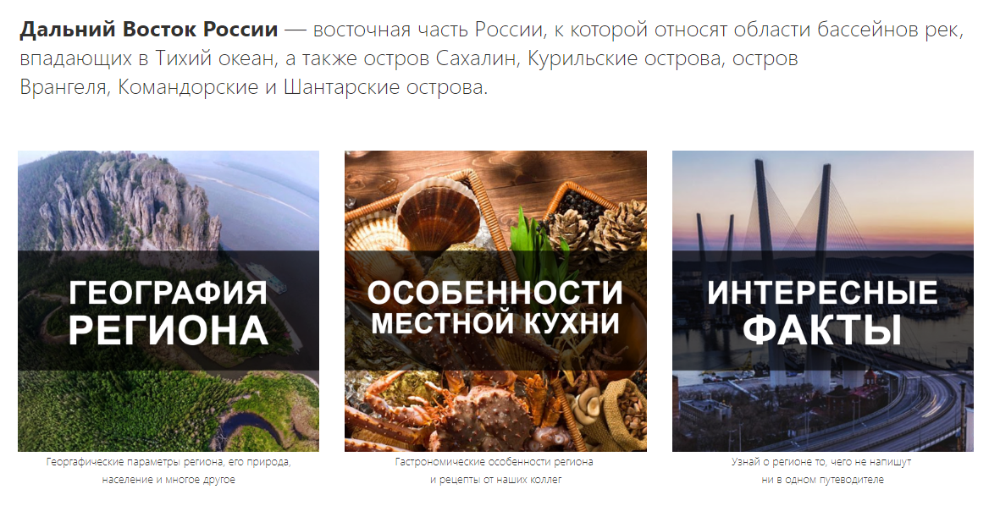 Дальний Восток России — восточная часть России, к которой относят области бассейнов рек,
впадающих в Тихий океан, а также остров Сахалин, Курильские острова, остров
Врангеля, Командорские и Шантарские острова.
ГЕОГРАФИЯ
РЕГИОНА
Георгафические параметры региона, его природа,
население и многое другое
ОСОБЕННОСТИ
МЕСТНОЙ КУХНИ
Гастрономические особенности региона
и рецепты от наших коллег
ИНТЕРЕСНЫЕ
ФАКТЫ
Узнай о регионе то, чего не напишут
ни в одном путеводителе